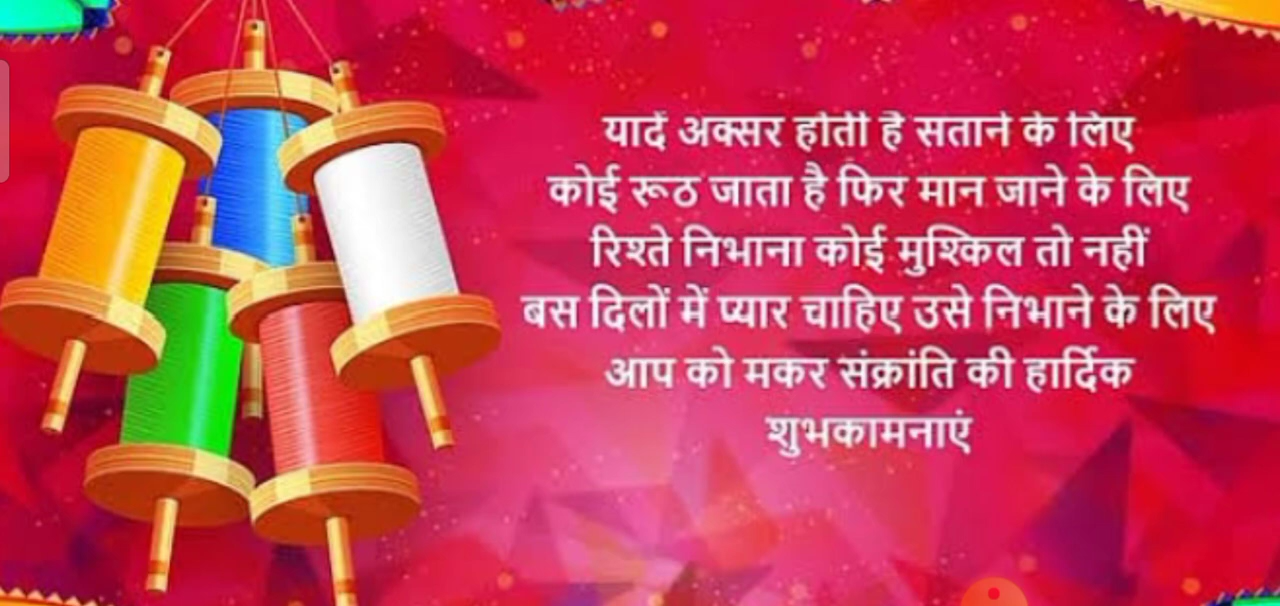 यादें अक्सर होती है सताने के लिए
कोई रूठ जाता है फिर मान जाने के लिए
रिश्ते निभाना कोई मुश्किल तो नहीं
बस दिलों में प्यार चाहिए उसे निभाने के लिए
आप को मकर संक्रांति की हार्दिक
शुभकामनाएं